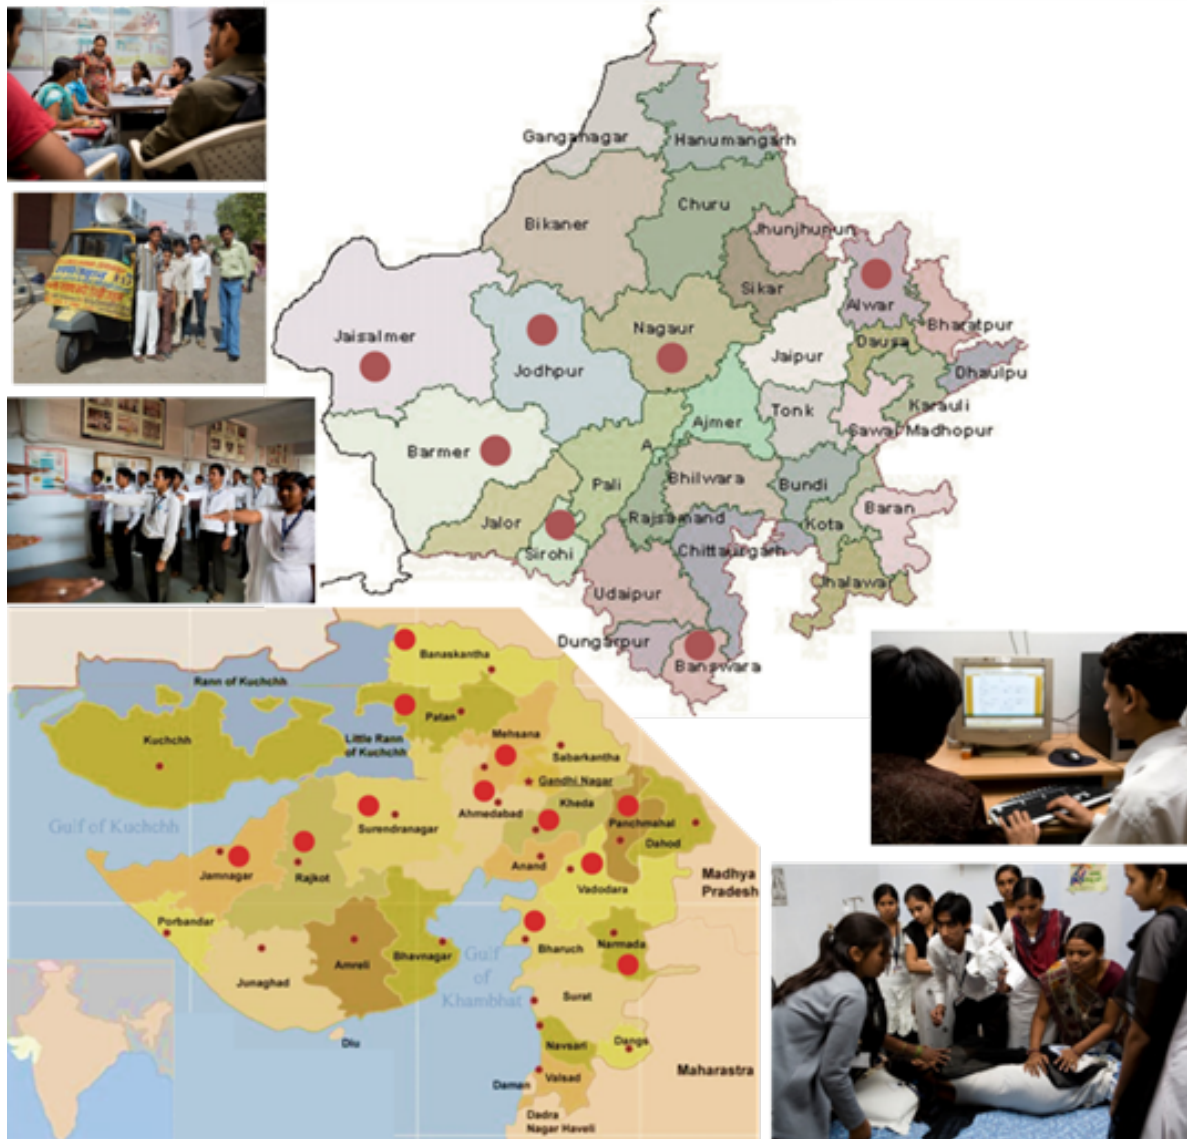 Ganganagar
Hanumangarh
Churu
Bikaner
Jhunjhunun
Sikar
Alwar
Bharatpur
Nagaur
Jaisalmer
Jaipur
Dausa
Jodhpur
Dhaulpu
Karauli
Tonk
Ajmer
Sawai Madhopur
A
Barmer
Bhilwara
Pali
Bundi
Baran
Jalor
Rajsamand
Kota
Sirohi
Chittaurgarh
Jhalawar
Udaipur
Dungarpur
Banswara
Banaskantha
Rann of Kuchchh
Patan
Mehsana
Kuchchh
Little Rann
of Kuchchh
Sabarkantha
Gandhi Nagar
Kheda
Ahmedabad
Panchmahal
Gulf of Kuchchh
Surendranagar
Dahod
Anand
Jamnagar
Rajkot
Vadodara
Madhya
Pradesh
Porbandar
Bharuch
Narmada
Gulf
of
Khambhat
Amreli
Bhavnagar
Junaghad
Surat
Diu
Navsari
Dangs
Maharastra
Daman
Valsad
Dadra
Nagar Haveli